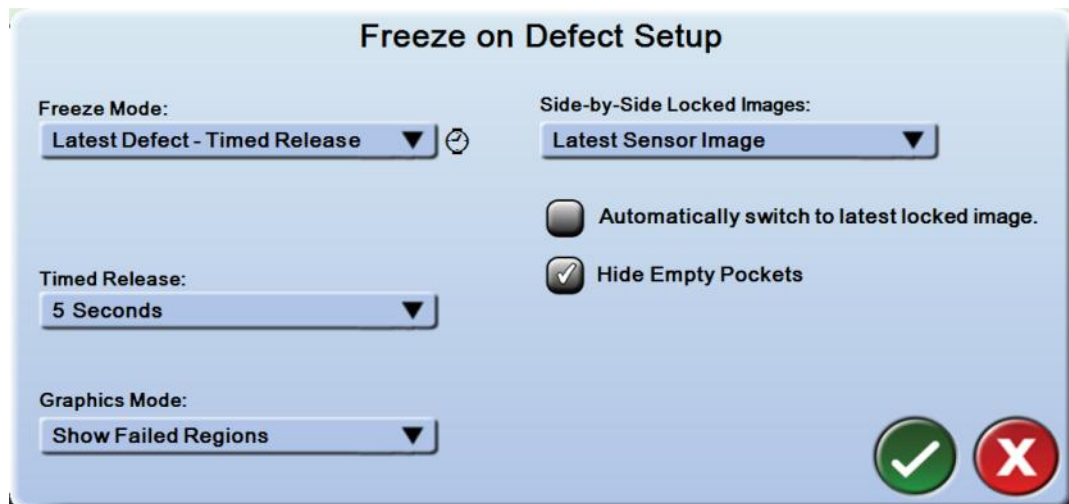 Freeze on Defect Setup
Freeze Mode:
Latest Defect - Timed Release
Side-by-Side Locked Images:
Latest Sensor Image
Automatically switch to latest locked image.
Hide Empty Pockets
Timed Release:
5 Seconds
Graphics Mode:
Show Failed Regions